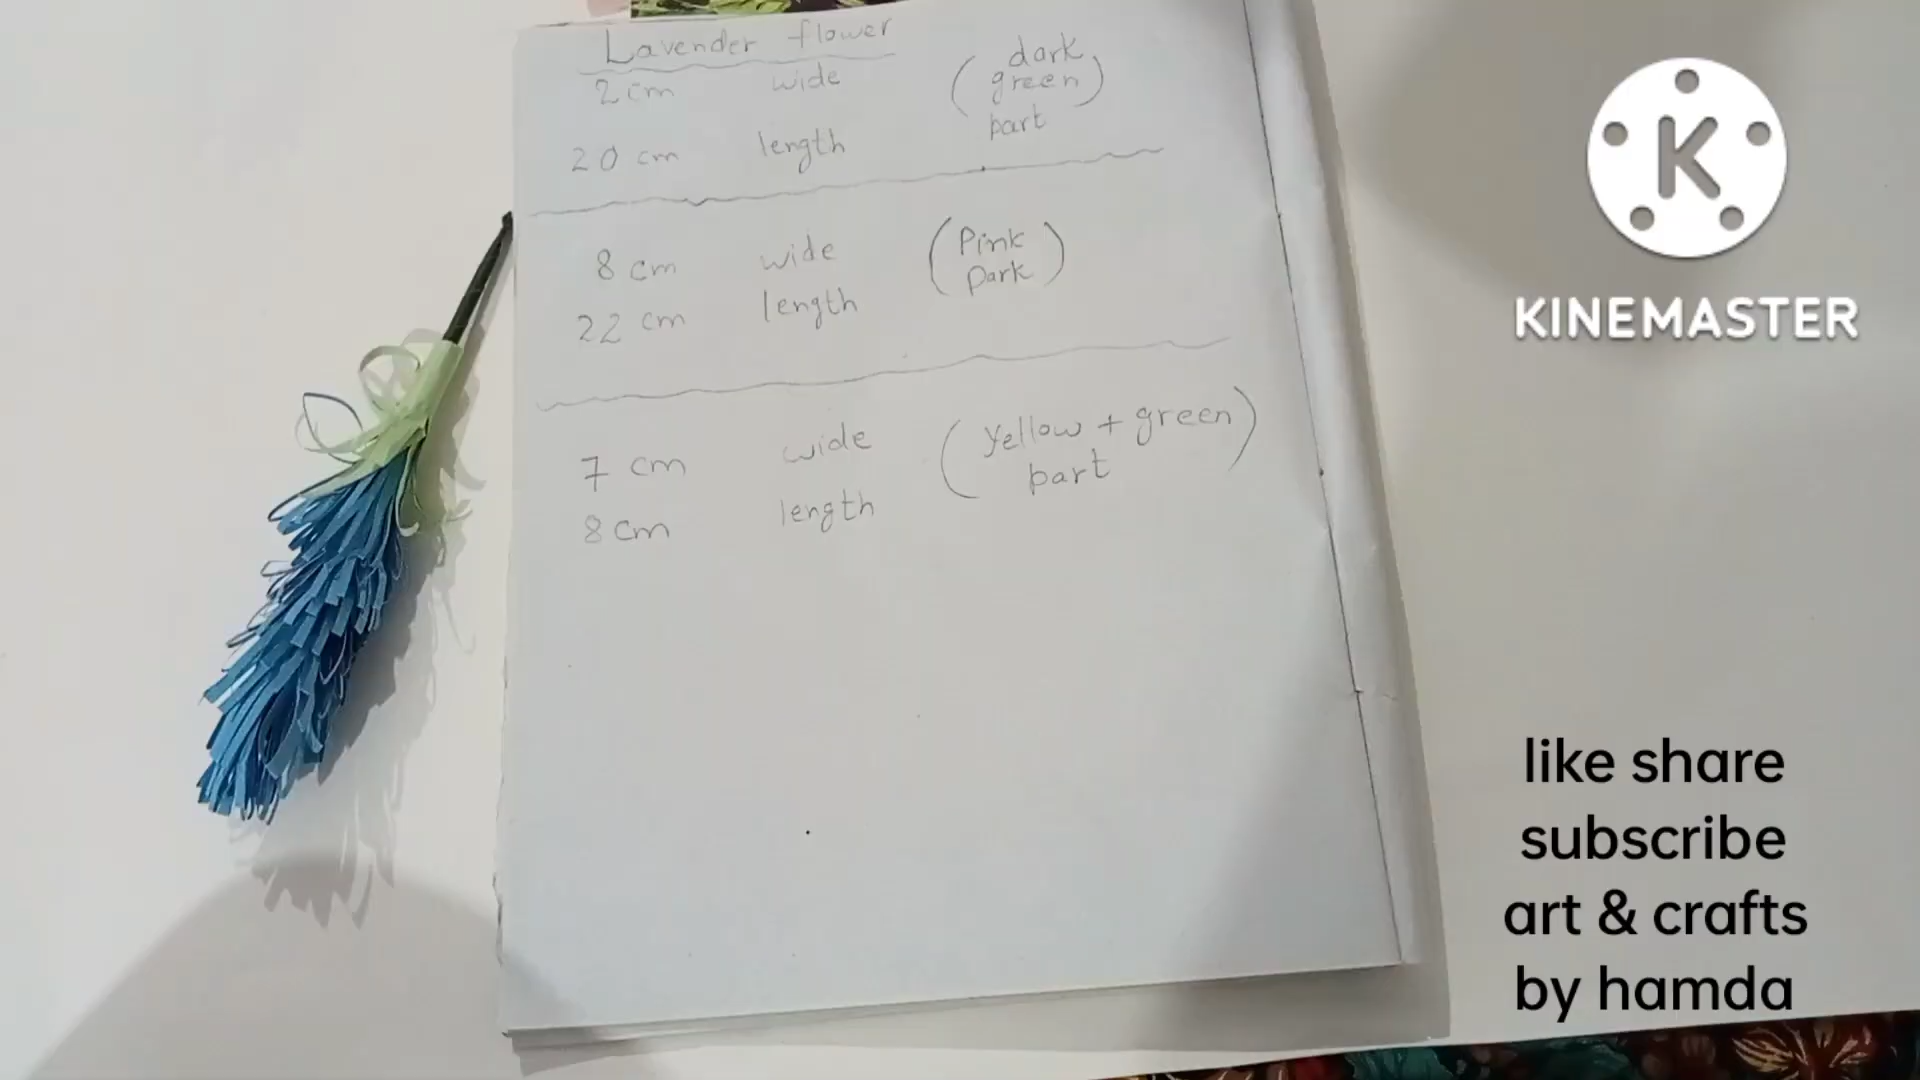 Lavender flower
2 cm wide (dark green) part
20 cm length
8 cm wide (Pink Park)
22 cm length
7 cm wide (yellow + green) part
8 cm length
K
KINEMASTER
like share
subscribe
art & crafts
by hamda